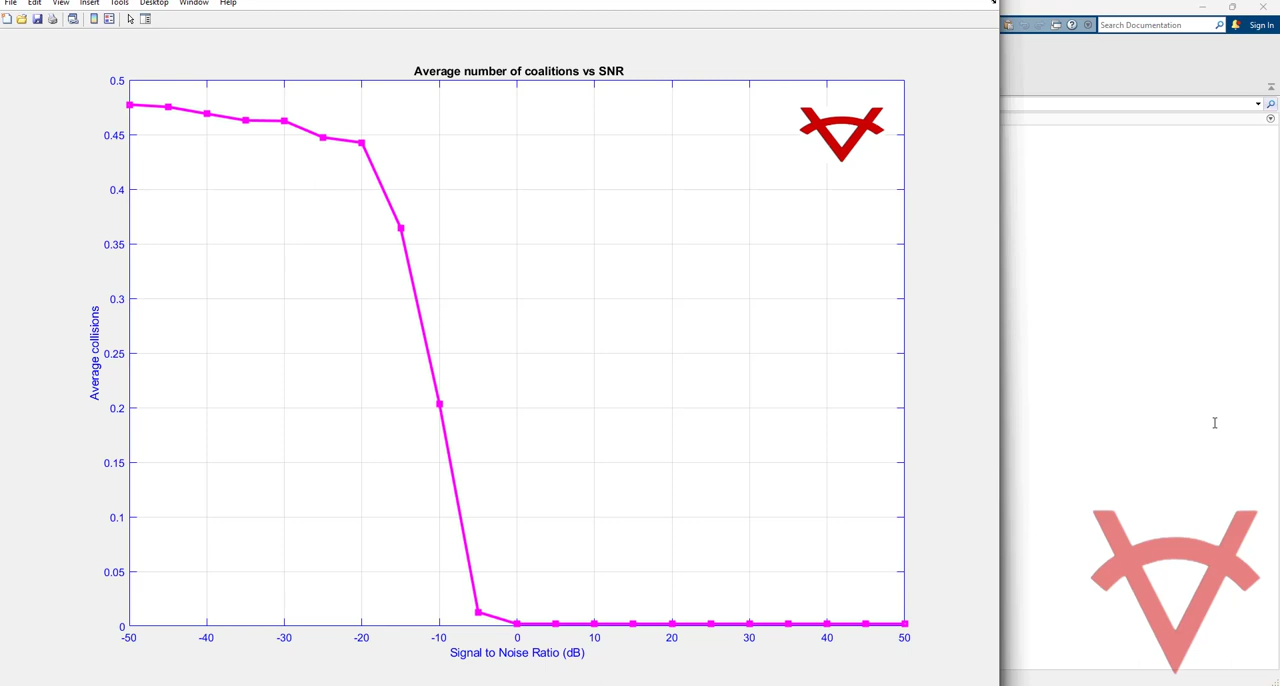 File Edit View Insert Tools Desktop Window Help
Search Documentation
Sign In
Average number of coalitions vs SNR
0.5
0.45
0.4
0.35
0.3
0.25
0.2
0.15
0.1
0.05
0
Average collisions
-50 -40 -30 -20 -10 0 10 20 30 40 50
Signal to Noise Ratio (dB)